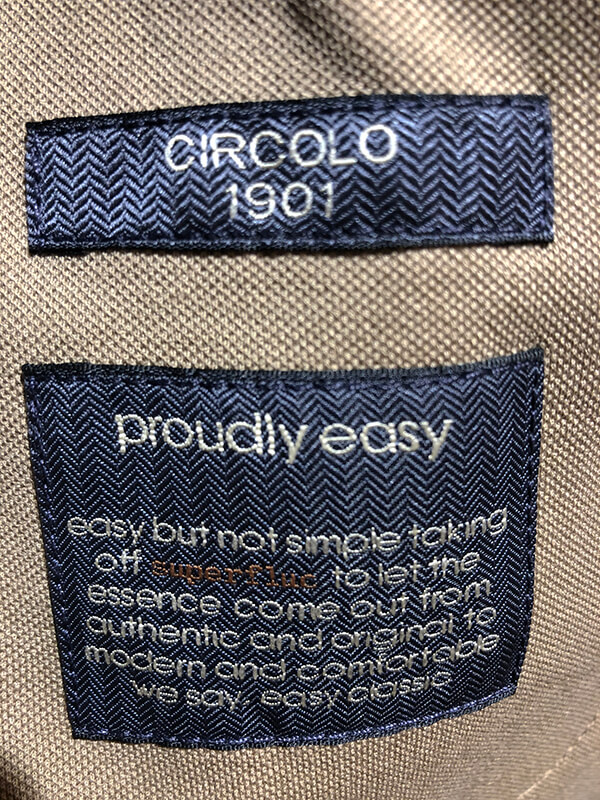 CIRCOLO
1901
proudly easy
easy but not simple taking
off superfluc to let the
essence come out from
authentic and original to
modern and comfortable
we say. easy classic